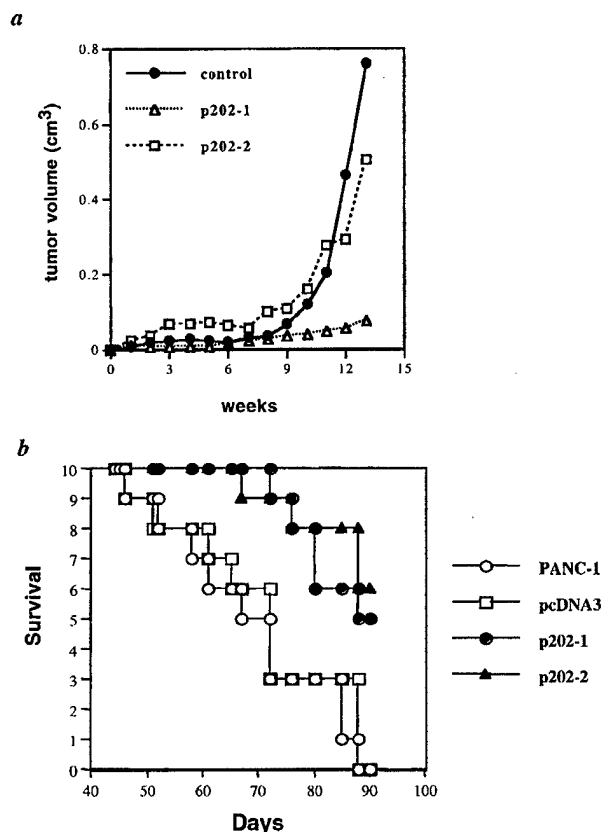 a
tumor volume (cm3)
0.8
0.6
0.4
0.2
0
control
p202-1
p202-2
0 3 6 9 12 15
weeks
b
Survival
10
9
8
7
6
5
4
3
2
1
0
40 50 60 70 80 90 100
Days
PANC-1
pcDNA3
p202-1
p202-2